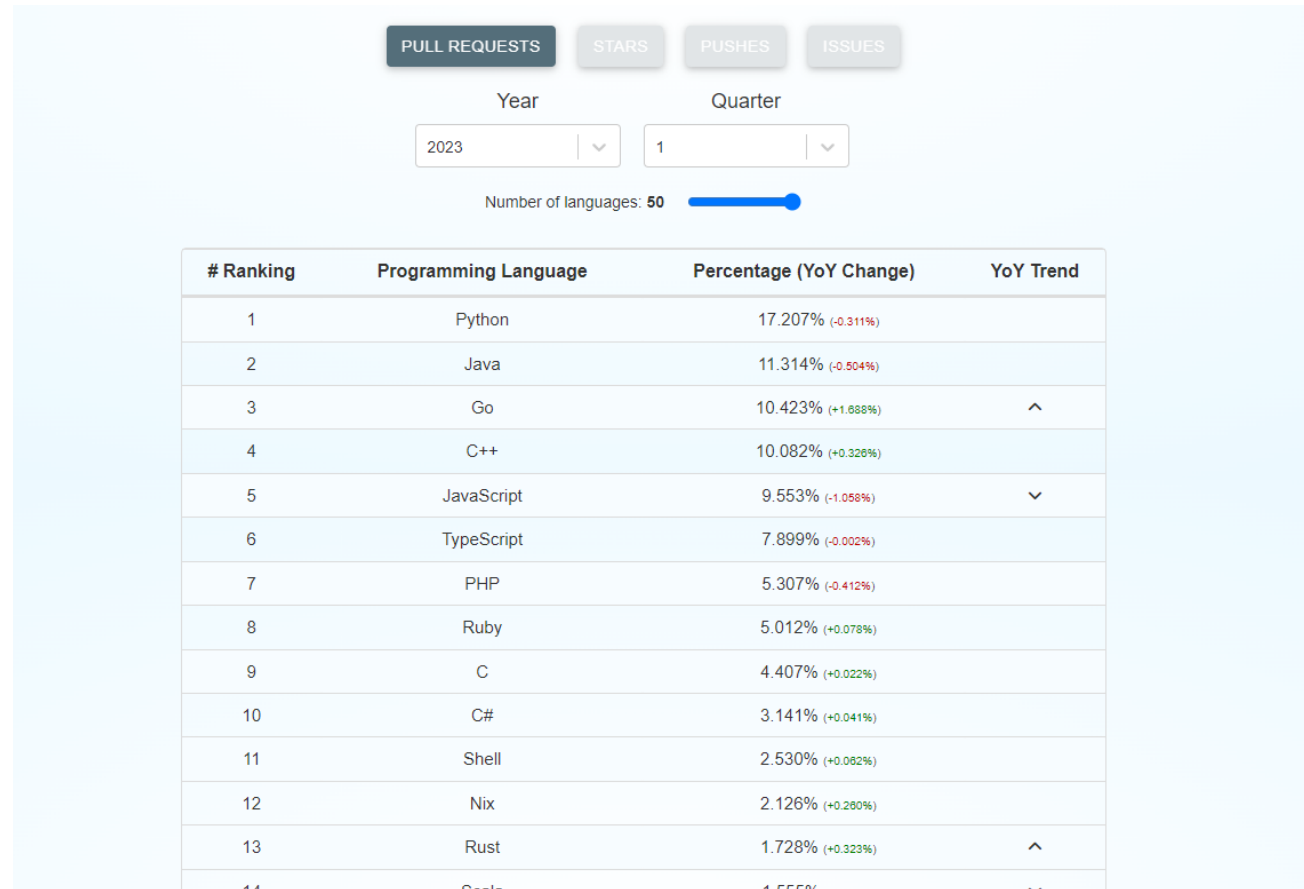 PULL REQUESTS STARS PUSHES ISSUES
Year Quarter
2023 1
Number of languages: 50
# Ranking Programming Language Percentage (YoY Change) YoY Trend
1 Python 17.207% (-0.311%)
2 Java 11.314% (-0.504%)
3 Go 10.423% (+1.688%)
4 C++ 10.082% (+0.326%)
5 JavaScript 9.553% (-1.058%)
6 TypeScript 7.899% (-0.002%)
7 PHP 5.307% (-0.412%)
8 Ruby 5.012% (+0.078%)
9 C 4.407% (+0.022%)
10 C# 3.141% (+0.041%)
11 Shell 2.530% (+0.062%)
12 Nix 2.126% (+0.260%)
13 Rust 1.728% (+0.323%)
14 Scala 1.555%